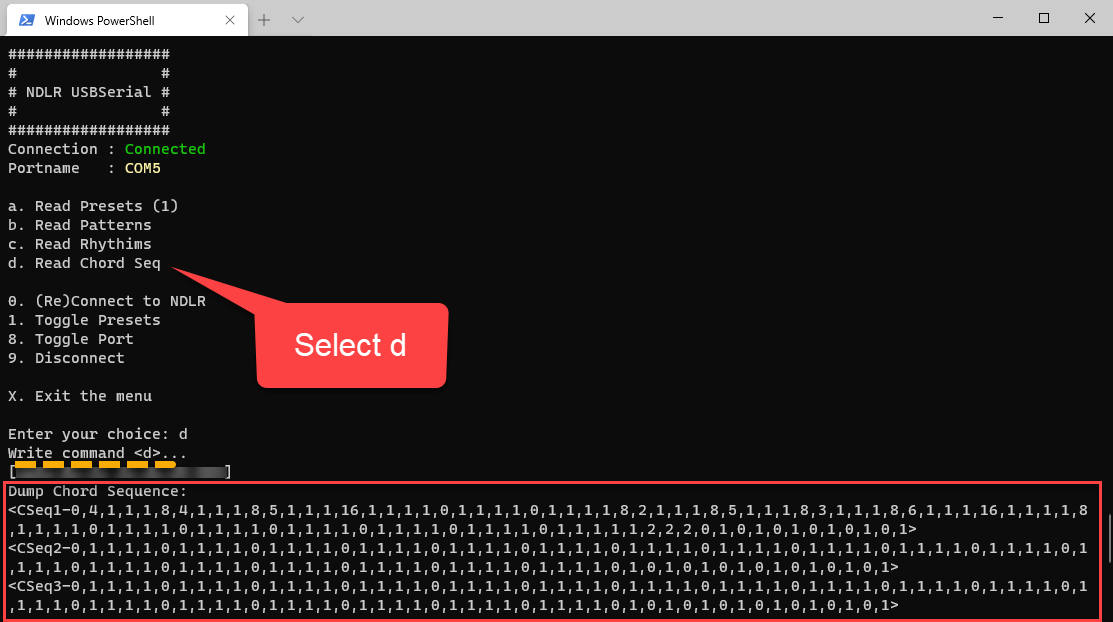 Windows PowerShell
##################
# #
# NDLR USBSerial #
# #
##################
Connection : Connected
Portname : COM5
a. Read Presets (1)
b. Read Patterns
c. Read Rhythims
d. Read Chord Seq
0. (Re)Connect to NDLR
1. Toggle Presets
8. Toggle Port
9. Disconnect
Select d
X. Exit the menu
Enter your choice: d
Write command <d>...
[ ]
Dump Chord Sequence:
<CSeq1-0,4,1,1,1,8,4,1,1,1,8,5,1,1,1,16,1,1,1,1,0,1,1,1,1,0,1,1,1,1,8,2,1,1,1,8,5,1,1,1,8,3,1,1,1,8,6,1,1,1,16,1,1,1,1,8
,1,1,1,1,0,1,1,1,1,0,1,1,1,1,0,1,1,1,1,0,1,1,1,1,0,1,1,1,1,0,1,1,1,1,1,2,2,2,0,1,0,1,0,1,0,1,0,1,0,1>
<CSeq2-0,1,1,1,1,0,1,1,1,1,0,1,1,1,1,0,1,1,1,1,0,1,1,1,1,0,1,1,1,1,0,1,1,1,1,0,1,1,1,1,0,1,1,1,1,0,1,1,1,1,0,1,1,1,1,0,1
,1,1,1,0,1,1,1,1,0,1,1,1,1,0,1,1,1,1,0,1,1,1,1,0,1,1,1,1,0,1,1,1,1,0,1,0,1,0,1,0,1,0,1,0,1,0,1,0,1>
<CSeq3-0,1,1,1,1,0,1,1,1,1,0,1,1,1,1,0,1,1,1,1,0,1,1,1,1,0,1,1,1,1,0,1,1,1,1,0,1,1,1,1,0,1,1,1,1,0,1,1,1,1,0,1,1,1,1,0,1
,1,1,1,0,1,1,1,1,0,1,1,1,1,0,1,1,1,1,0,1,1,1,1,0,1,1,1,1,0,1,1,1,1,0,1,0,1,0,1,0,1,0,1,0,1,0,1,0,1>